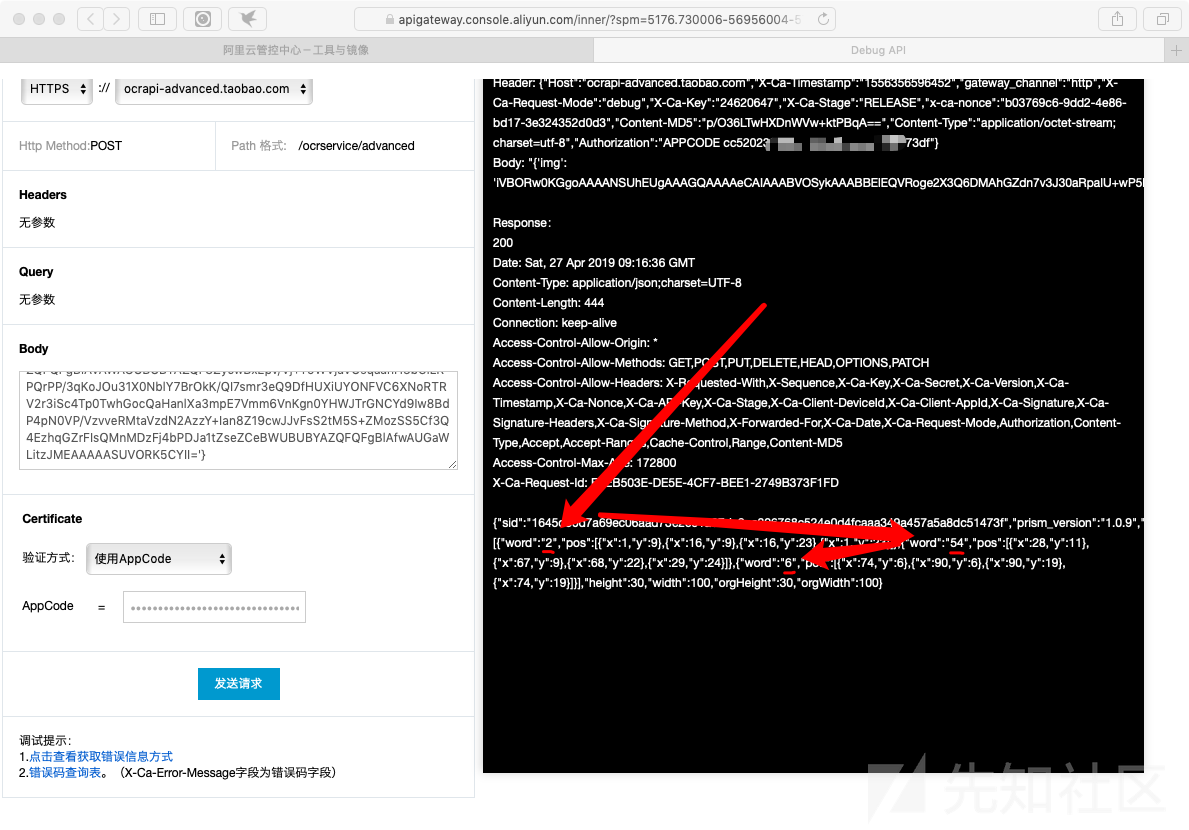 apigateway.console.aliyun.com/inner/?spm=5176.730006-56956004-5
阿里云管控中心－工具与镜像
Debug API
HTTPS :// ocrapi-advanced.taobao.com
Http Method:POST
Path 格式: /ocrservice/advanced
Headers
无参数
Query
无参数
Body
PQrPP/3qKoJOu31X0NblY7BrOkK/Ql7smr3eQ9DfHUXiUYONFVC6XNoRTR
V2r3iSc4Tp0TwhGocQaHanlXa3mpE7Vmm6VnKgn0YHWJTrGNCYd9lw8Bd
P4pN0VP/VzvveRMtaVzdN2AzzY+Ian8Z19cwJJvFsS2tM5S+ZMozSS5Cf3Q
4EzhqGZrFIsQMnMDzFj4bPDJa1tZseZCeBWUBUBYAZQFQFgBlAfwAUGaW
LitzJMEAAAAASUVORK5CYII='}
Certificate
验证方式: 使用AppCode
AppCode =
发送请求
调试提示:
1.点击查看获取错误信息方式
2.错误码查询表。（X-Ca-Error-Message字段为错误码字段）
Header: {"Host":"ocrapi-advanced.taobao.com","X-Ca-Timestamp":"1556356596452","gateway_channel":"http","X-
Ca-Request-Mode":"debug","X-Ca-Key":"24620647","X-Ca-Stage":"RELEASE","x-ca-nonce":"b03769c6-9dd2-4e86-
bd17-3e324352d0d3","Content-MD5":"p/O36LTwHXDnWVw+ktPBqA==","Content-Type":"application/octet-stream;
charset=utf-8","Authorization":"APPCODE cc52023 73df"}
Body: "{'img':
'iVBORw0KGgoAAAANSUhEUgAAAGQAAAAeCAIAAABVOSykAAABBElEQVRoge2X3Q6DMAhGZdn7v3J30aRpalU+wP5
Response:
200
Date: Sat, 27 Apr 2019 09:16:36 GMT
Content-Type: application/json;charset=UTF-8
Content-Length: 444
Connection: keep-alive
Access-Control-Allow-Origin: *
Access-Control-Allow-Methods: GET,POST,PUT,DELETE,HEAD,OPTIONS,PATCH
Access-Control-Allow-Headers: X-Requested-With,X-Sequence,X-Ca-Key,X-Ca-Secret,X-Ca-Version,X-Ca-
Timestamp,X-Ca-Nonce,X-Ca-API-Key,X-Ca-Stage,X-Ca-Client-DeviceId,X-Ca-Client-AppId,X-Ca-Signature,X-Ca-
Signature-Headers,X-Ca-Signature-Method,X-Forwarded-For,X-Ca-Date,X-Ca-Request-Mode,Authorization,Content-
Type,Accept,Accept-Ranges,Cache-Control,Range,Content-MD5
Access-Control-Max-Age: 172800
X-Ca-Request-Id: B503E-DE5E-4CF7-BEE1-2749B373F1FD
{"sid":"1645 a457a5a8dc51473f","prism_version":"1.0.9","
[{"word":"2","pos":[{"x":1,"y":9},{"x":16,"y":9},{"x":16,"y":23},{"x":1,"y" {"word":"54","pos":[{"x":28,"y":11},
{"x":67,"y":9},{"x":68,"y":22},{"x":29,"y":24}]},{"word":"6","pos":[{"x":74,"y":6},{"x":90,"y":6},{"x":90,"y":19},
{"x":74,"y":19}]}],"height":30,"width":100,"orgHeight":30,"orgWidth":100}
先知社区